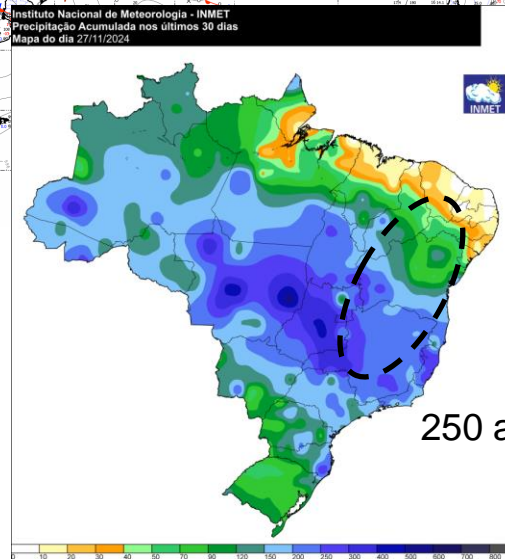 Instituto Nacional de Meteorologia - INMET
Precipitação Acumulada nos últimos 30 dias
Mapa do dia 27/11/2024
INMET
250 a
0 10 20 30 40 50 70 90 120 150 200 250 300 400 500 600 700 800